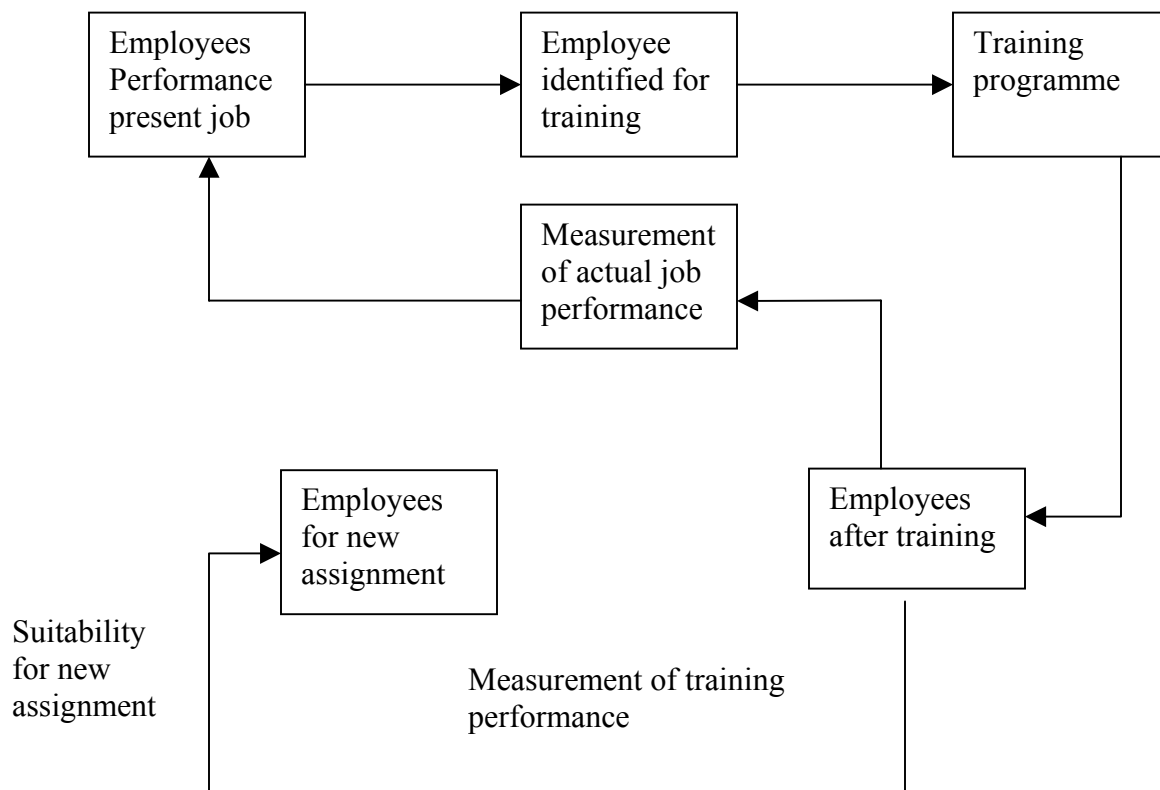 Employees
Performance
present job
Employee
identified for
training
Training
programme
Measurement
of actual job
performance
Employees
for new
assignment
Employees
after training
Suitability
for new
assignment
Measurement of training
performance